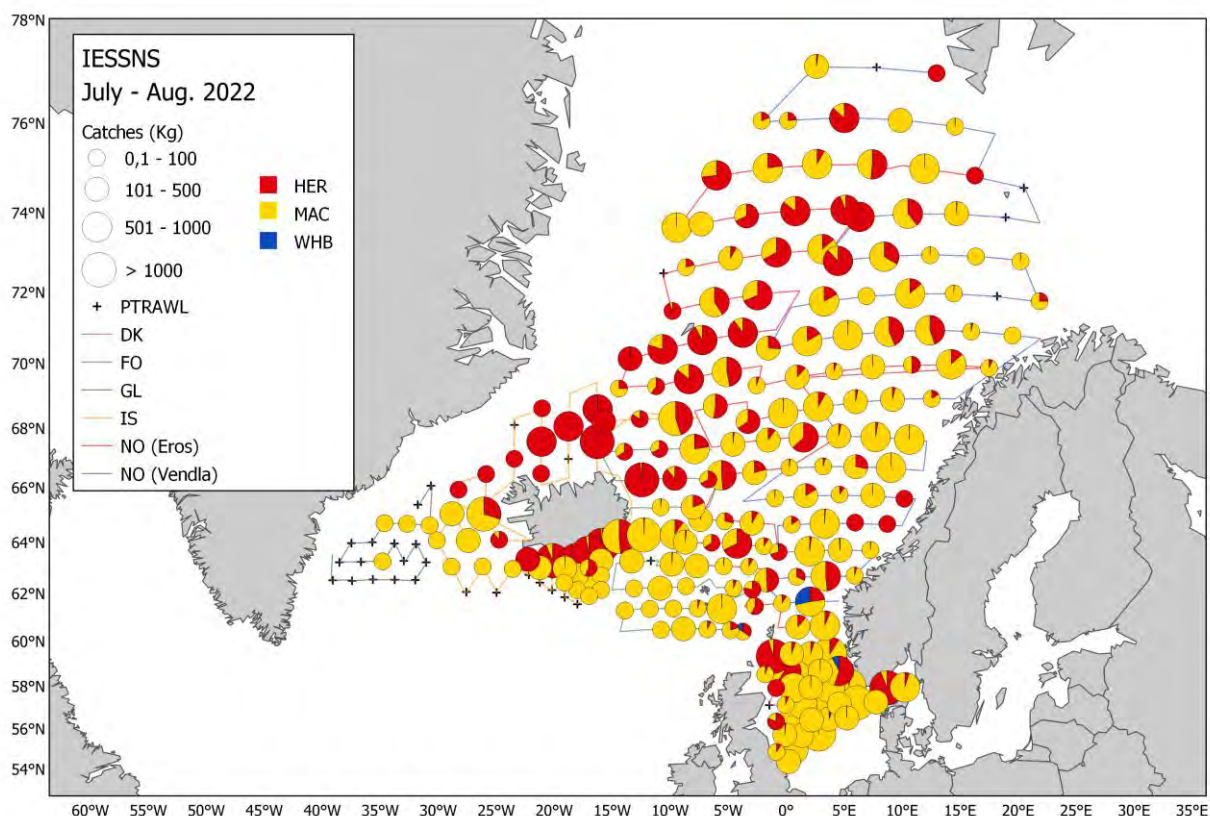 78°N
76°N
74°N
72°N
70°N
68°N
66°N
64°N
62°N
60°N
58°N
56°N
54°N
IESSNS
July - Aug. 2022
Catches (Kg)
0,1 - 100
101 - 500
501 - 1000
> 1000
HER
MAC
WHB
PTRAWL
DK
FO
GL
IS
NO (Eros)
NO (Vendla)
60°W 55°W 50°W 45°W 40°W 35°W 30°W 25°W 20°W 15°W 10°W 5°W 0° 5°E 10°E 15°E 20°E 25°E 30°E 35°E